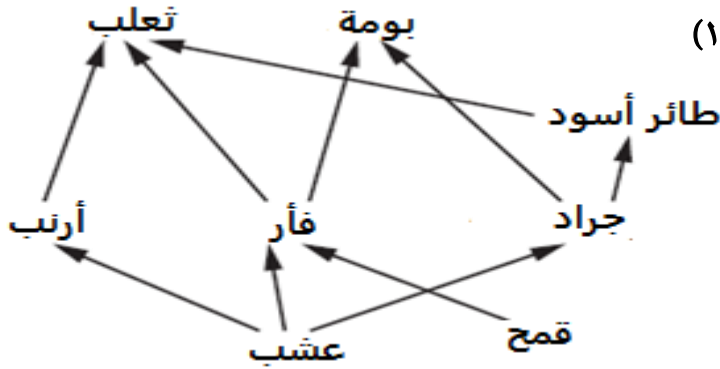 (١
ثعلب
بومة
طائر أسود
أرنب
فأر
جراد
عشب
قمح